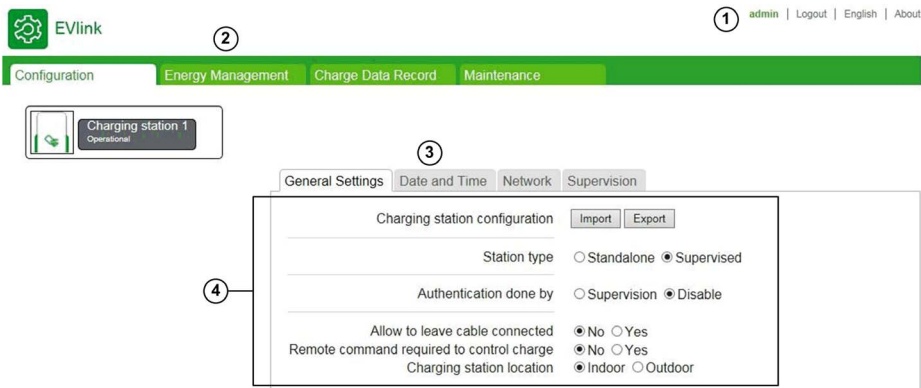 EVlink
1 admin | Logout | English | About
2
Configuration Energy Management Charge Data Record Maintenance
Charging station 1
Operational
3
General Settings Date and Time Network Supervision
Charging station configuration Import Export
Station type Standalone Supervised
4 Authentication done by Supervision Disable
Allow to leave cable connected No Yes
Remote command required to control charge No Yes
Charging station location Indoor Outdoor